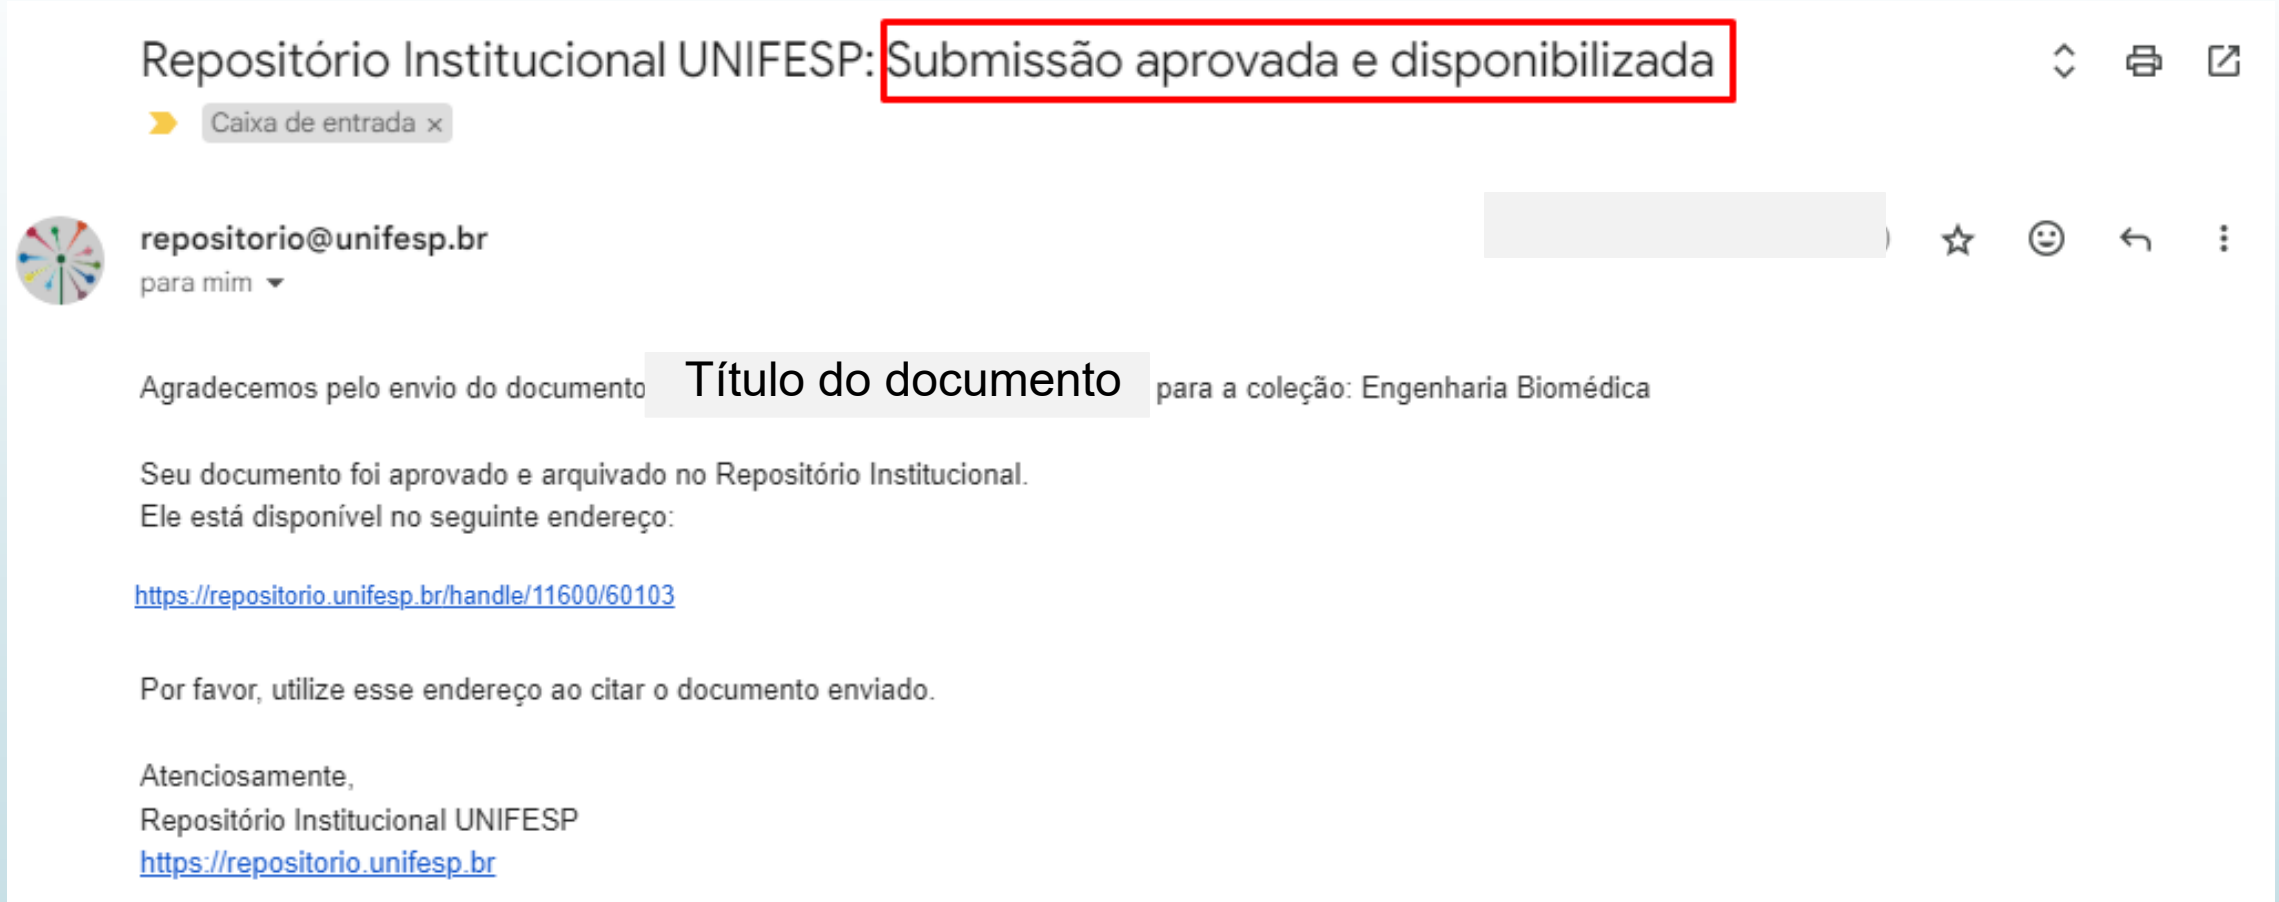 Repositório Institucional UNIFESP: Submissão aprovada e disponibilizada
Caixa de entrada ×
repositorio@unifesp.br
para mim
Agradecemos pelo envio do documento Título do documento para a coleção: Engenharia Biomédica
Seu documento foi aprovado e arquivado no Repositório Institucional.
Ele está disponível no seguinte endereço:
https://repositorio.unifesp.br/handle/11600/60103
Por favor, utilize esse endereço ao citar o documento enviado.
Atenciosamente,
Repositório Institucional UNIFESP
https://repositorio.unifesp.br